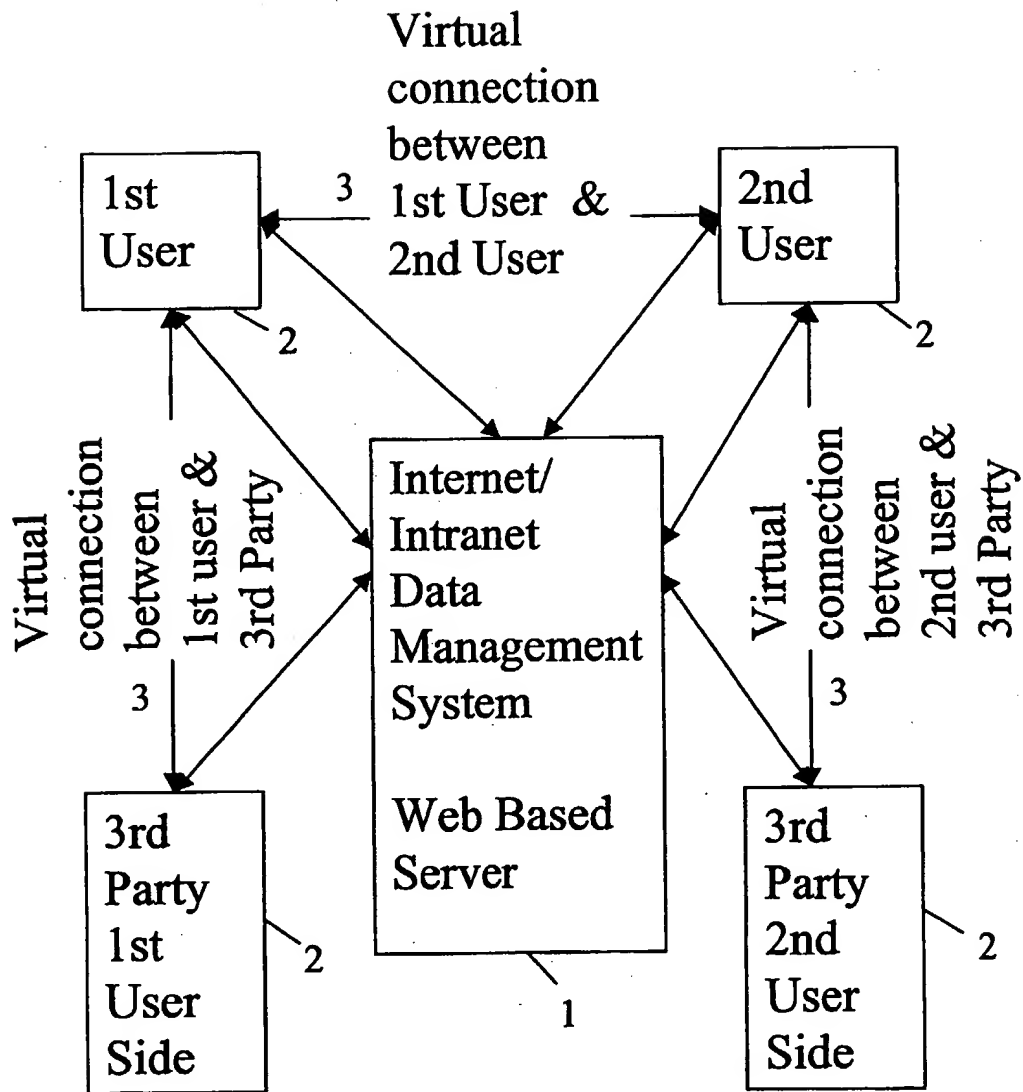 Virtual
connection
between
1st User &
2nd User
3
1st
User
2
2nd
User
2
Virtual
connection
between
1st user &
3rd Party
3
Internet/
Intranet
Data
Management
System
Web Based
Server
1
Virtual
connection
between
2nd user &
3rd Party
3
3rd
Party
1st
User
Side
2
3rd
Party
2nd
User
Side
2